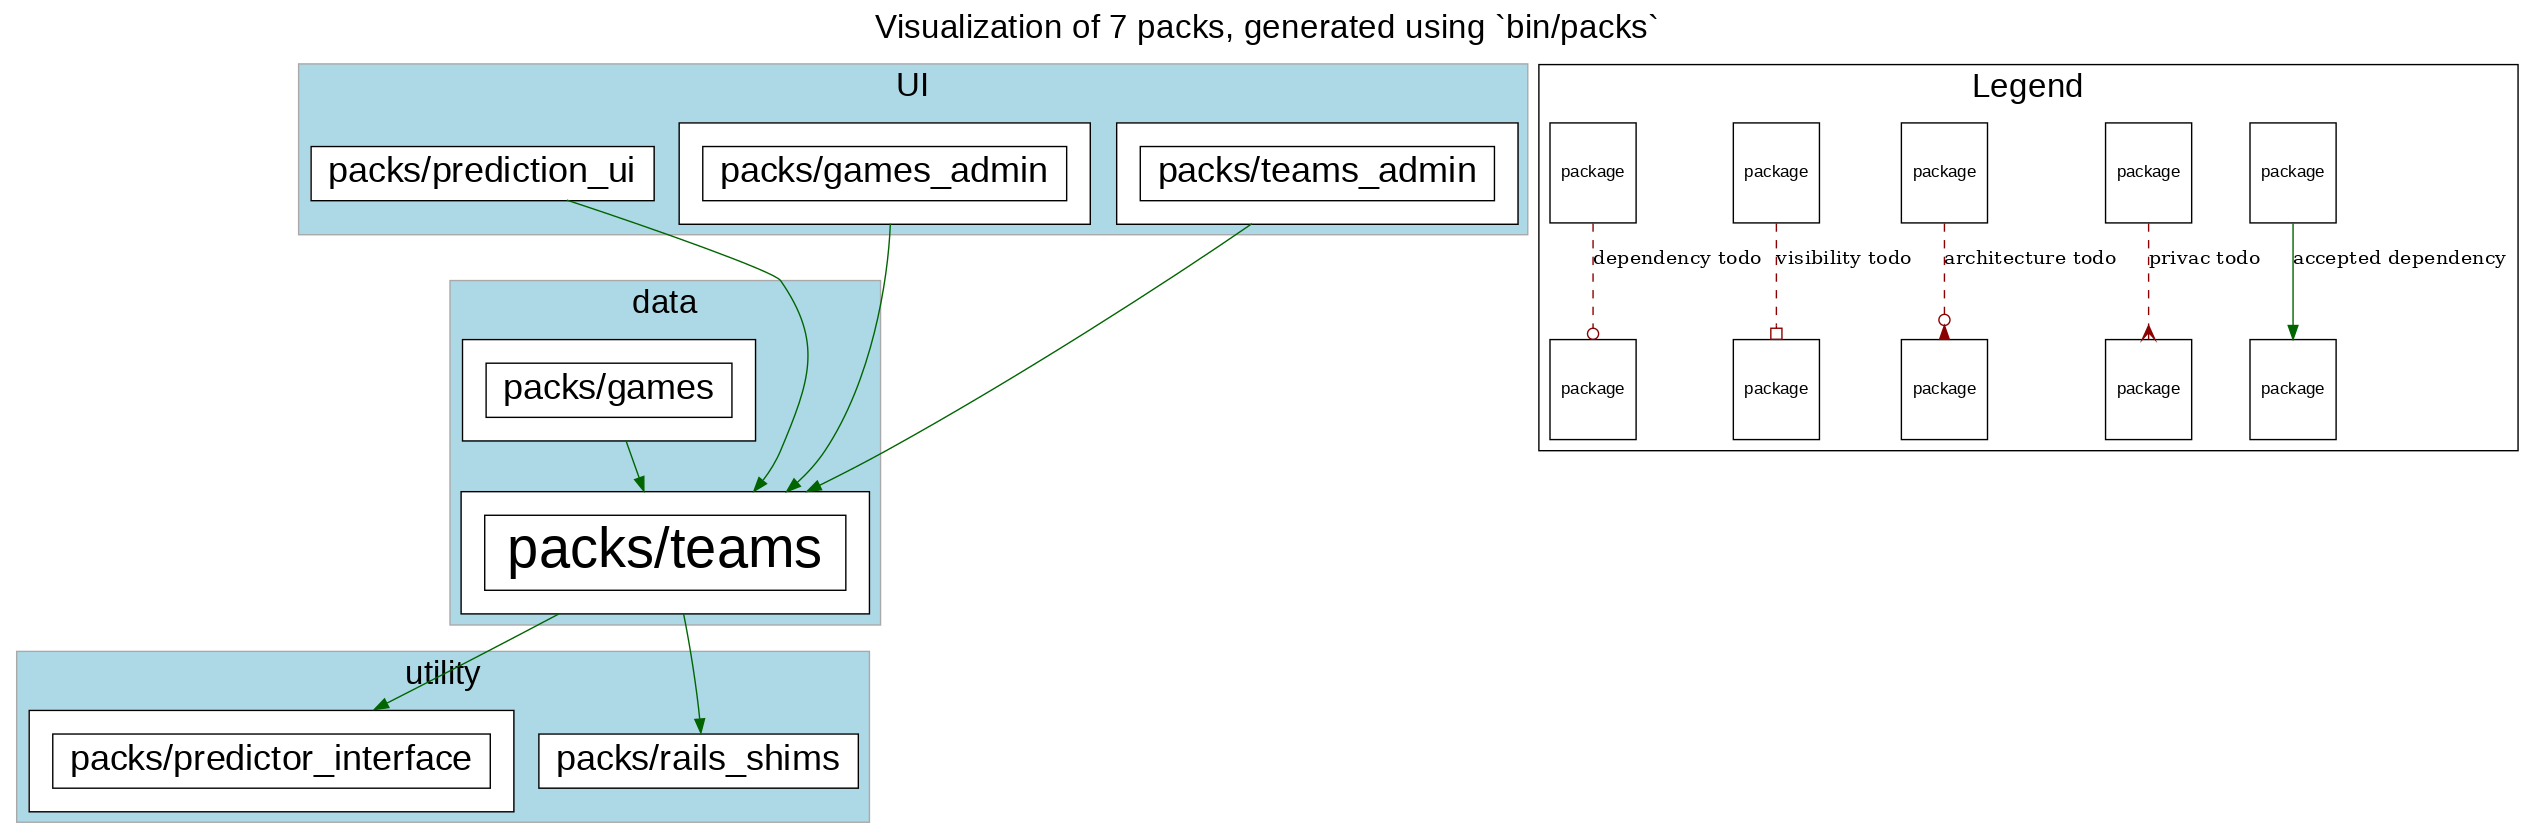 Visualization of 7 packs, generated using `bin/packs`
UI
packs/prediction_ui
packs/games_admin
packs/teams_admin
data
packs/games
packs/teams
utility
packs/predictor_interface
packs/rails_shims
Legend
package
package
package
package
package
dependency todo
visibility todo
architecture todo
privac todo
accepted dependency
package
package
package
package
package